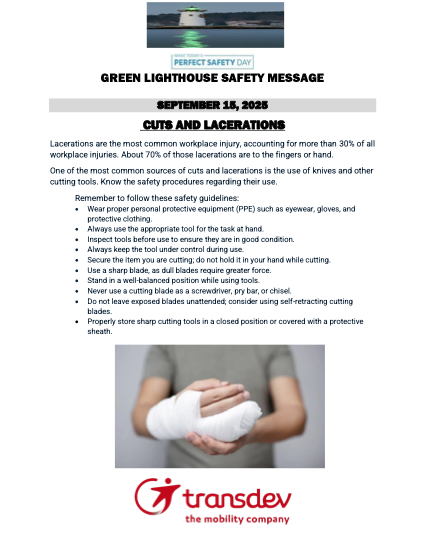 PERFECT SAFETY DAY
GREEN LIGHTHOUSE SAFETY MESSAGE
SEPTEMBER 15, 2025
CUTS AND LACERATIONS
Lacerations are the most common workplace injury, accounting for more than 30% of all
workplace injuries. About 70% of those lacerations are to the fingers or hand.
One of the most common sources of cuts and lacerations is the use of knives and other
cutting tools. Know the safety procedures regarding their use.
Remember to follow these safety guidelines:
• Wear proper personal protective equipment (PPE) such as eyewear, gloves, and
protective clothing.
• Always use the appropriate tool for the task at hand.
• Inspect tools before use to ensure they are in good condition.
• Always keep the tool under control during use.
• Secure the item you are cutting; do not hold it in your hand while cutting.
• Use a sharp blade, as dull blades require greater force.
• Stand in a well-balanced position while using tools.
• Never use a cutting blade as a screwdriver, pry bar, or chisel.
• Do not leave exposed blades unattended; consider using self-retracting cutting
blades.
• Properly store sharp cutting tools in a closed position or covered with a protective
sheath.
transdev
the mobility company